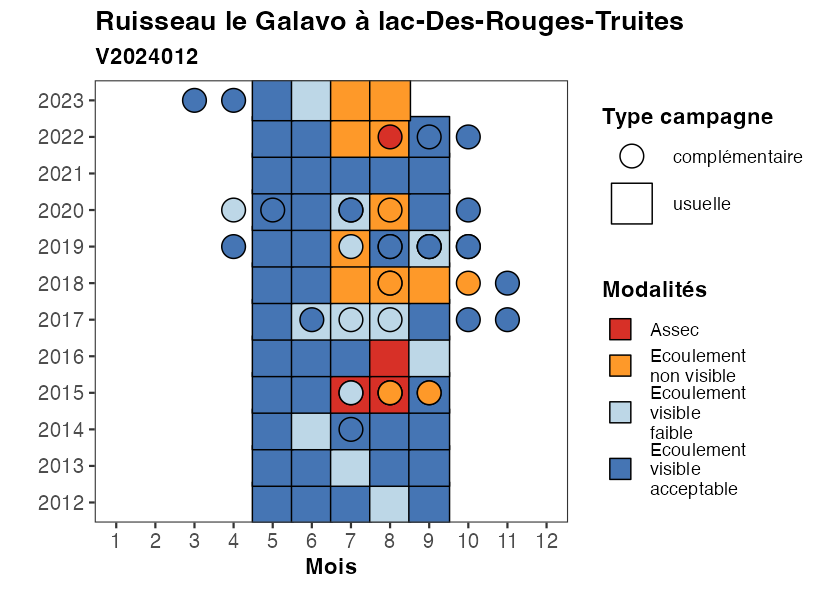 Ruisseau le Galavo à lac-Des-Rouges-Truites
V2024012
2023
2022
2021
2020
2019
2018
2017
2016
2015
2014
2013
2012
1 2 3 4 5 6 7 8 9 10 11 12
Mois
Type campagne
complémentaire
usuelle
Modalités
Assec
Ecoulement
non visible
Ecoulement
visible
faible
Ecoulement
visible
acceptable